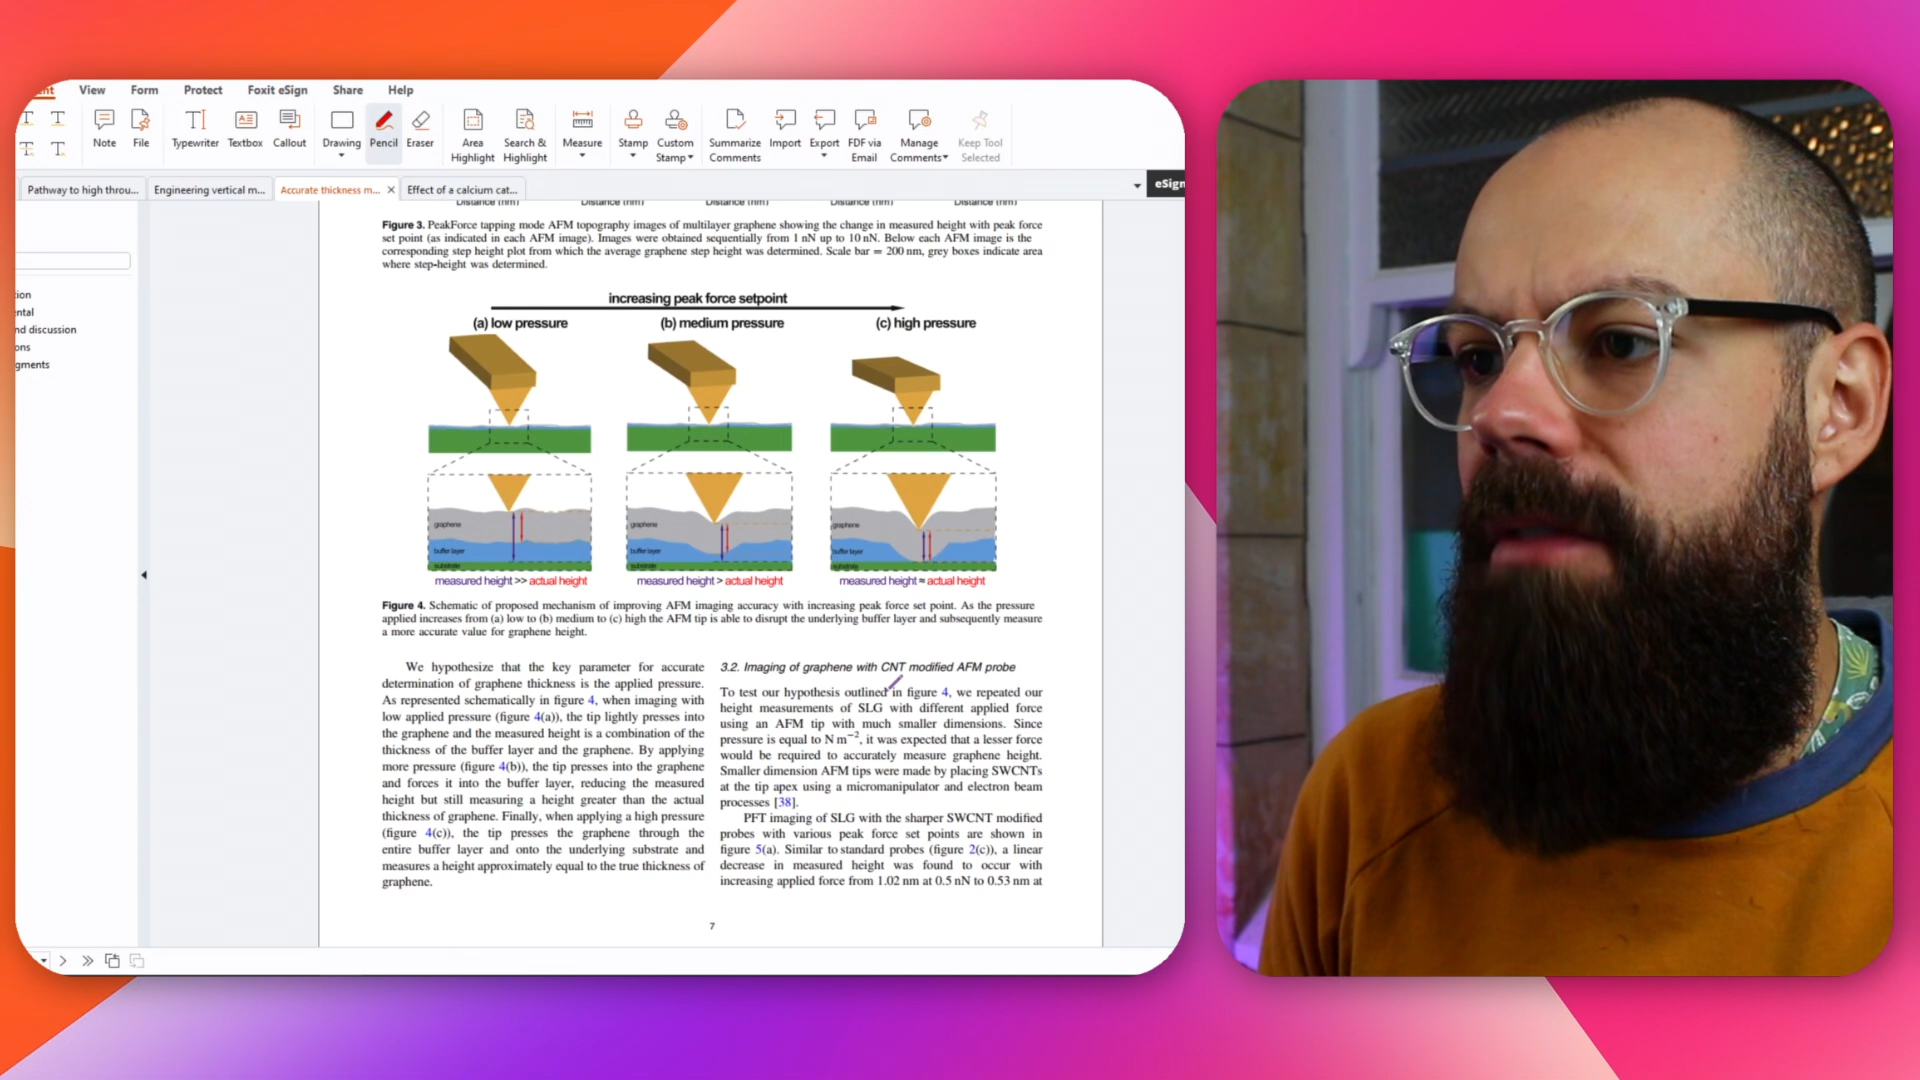 View Form Protect Foxit eSign Share Help
Note File Typewriter Textbox Callout Drawing Pencil Eraser Area Highlight Search & Highlight Measure Stamp Custom Stamp Summarize Comments Import Export FDF via Email Manage Comments Keep Tool Selected
Pathway to high throu... Engineering vertical m... Accurate thickness m... Effect of a calcium cat... eSign
nd discussion
Distance (nm) Distance (nm) Distance (nm) Distance (nm) Distance (nm)
Figure 3. PeakForce tapping mode AFM topography images of multilayer graphene showing the change in measured height with peak force
set point (as indicated in each AFM image). Images were obtained sequentially from 1 nN up to 10 nN. Below each AFM image is the
corresponding step height plot from which the average graphene step height was determined. Scale bar = 200 nm, grey boxes indicate area
where step-height was determined.
increasing peak force setpoint
(a) low pressure (b) medium pressure (c) high pressure
graphene graphene graphene
buffer layer buffer layer buffer layer
substrate substrate substrate
measured height >> actual height measured height > actual height measured height ≈ actual height
Figure 4. Schematic of proposed mechanism of improving AFM imaging accuracy with increasing peak force set point. As the pressure
applied increases from (a) low to (b) medium to (c) high the AFM tip is able to disrupt the underlying buffer layer and subsequently measure
a more accurate value for graphene height.
We hypothesize that the key parameter for accurate
determination of graphene thickness is the applied pressure.
As represented schematically in figure 4, when imaging with
low applied pressure (figure 4(a)), the tip lightly presses into
the graphene and the measured height is a combination of the
thickness of the buffer layer and the graphene. By applying
more pressure (figure 4(b)), the tip presses into the graphene
and forces it into the buffer layer, reducing the measured
height but still measuring a height greater than the actual
thickness of graphene. Finally, when applying a high pressure
(figure 4(c)), the tip presses the graphene through the
entire buffer layer and onto the underlying substrate and
measures a height approximately equal to the true thickness of
graphene.
3.2. Imaging of graphene with CNT modified AFM probe
To test our hypothesis outlined in figure 4, we repeated our
height measurements of SLG with different applied force
using an AFM tip with much smaller dimensions. Since
pressure is equal to N m⁻², it was expected that a lesser force
would be required to accurately measure graphene height.
Smaller dimension AFM tips were made by placing SWCNTs
at the tip apex using a micromanipulator and electron beam
processes [38].
PFT imaging of SLG with the sharper SWCNT modified
probes with various peak force set points are shown in
figure 5(a). Similar to standard probes (figure 2(c)), a linear
decrease in measured height was found to occur with
increasing applied force from 1.02 nm at 0.5 nN to 0.53 nm at
7